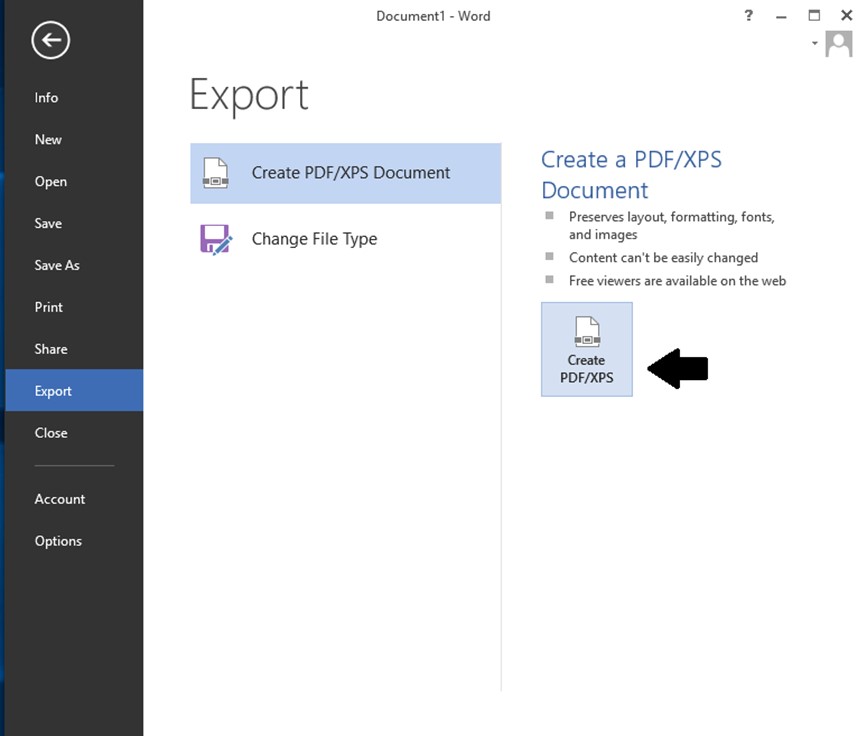 Document1 - Word
?
Info
New
Open
Save
Save As
Print
Share
Export
Close
Account
Options
Export
Create PDF/XPS Document
Change File Type
Create a PDF/XPS
Document
Preserves layout, formatting, fonts,
and images
Content can't be easily changed
Free viewers are available on the web
Create
PDF/XPS